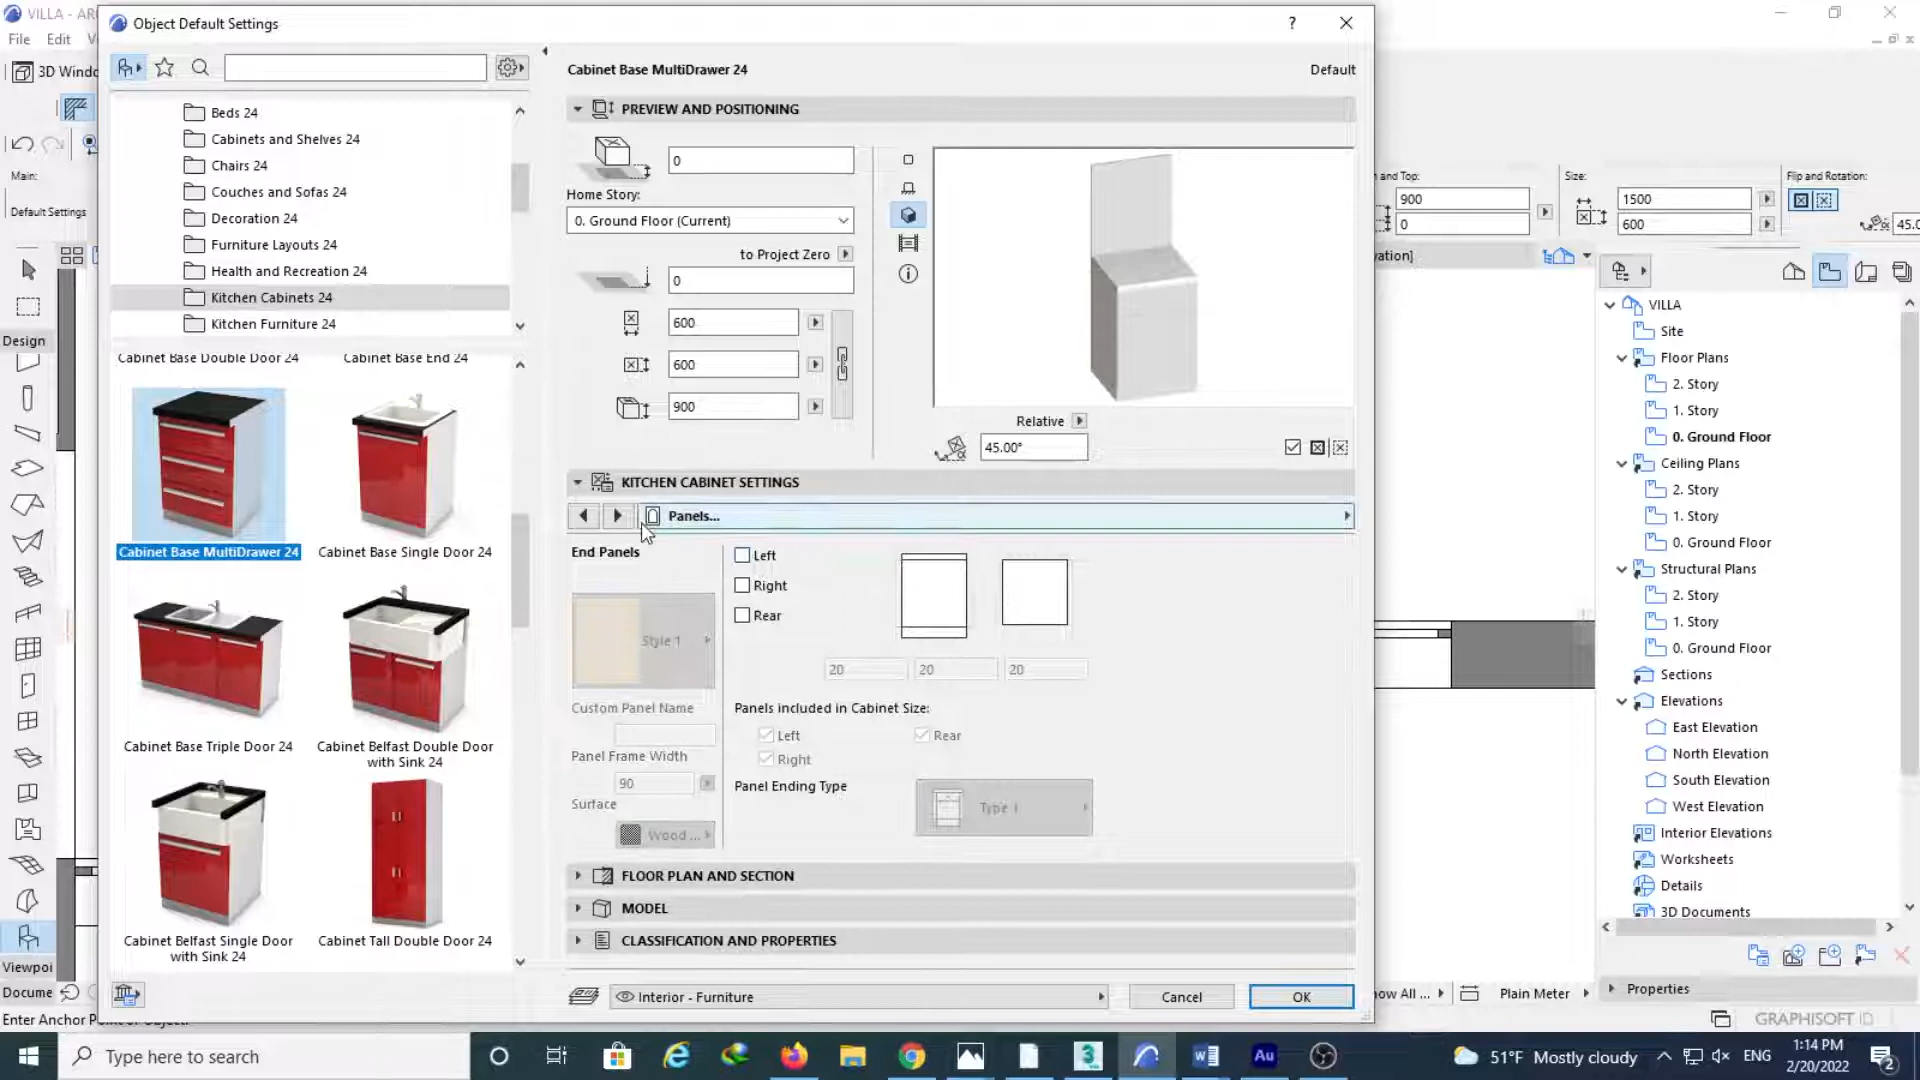 VILLA - AR
Object Default Settings
File Edit V
3D Windo
Main:
Default Settings
Design
Viewpoi
Docume
Beds 24
Cabinets and Shelves 24
Chairs 24
Couches and Sofas 24
Decoration 24
Furniture Layouts 24
Health and Recreation 24
Kitchen Cabinets 24
Kitchen Furniture 24
Cabinet Base Double Door 24
Cabinet Base End 24
Cabinet Base MultiDrawer 24
Cabinet Base Single Door 24
Cabinet Base Triple Door 24
Cabinet Belfast Double Door
with Sink 24
Cabinet Belfast Single Door
with Sink 24
Cabinet Tall Double Door 24
Cabinet Base MultiDrawer 24
Default
PREVIEW AND POSITIONING
0
Home Story:
0. Ground Floor (Current)
to Project Zero
0
600
600
900
Relative
45.00°
KITCHEN CABINET SETTINGS
Panels...
End Panels
Style 1
Custom Panel Name
Panel Frame Width
90
Surface
Wood ...
Left
Right
Rear
20 20 20
Panels included in Cabinet Size:
Left Rear
Right
Panel Ending Type
Type 1
FLOOR PLAN AND SECTION
MODEL
CLASSIFICATION AND PROPERTIES
Interior - Furniture
Cancel
OK
and Top:
900
0
Size:
1500
600
Flip and Rotation:
45.0
vation]
VILLA
Site
Floor Plans
2. Story
1. Story
0. Ground Floor
Ceiling Plans
2. Story
1. Story
0. Ground Floor
Structural Plans
2. Story
1. Story
0. Ground Floor
Sections
Elevations
East Elevation
North Elevation
South Elevation
West Elevation
Interior Elevations
Worksheets
Details
3D Documents
Properties
ow All ...
Plain Meter
GRAPHISOFT ID
Type here to search
51°F Mostly cloudy
ENG
1:14 PM
2/20/2022
2